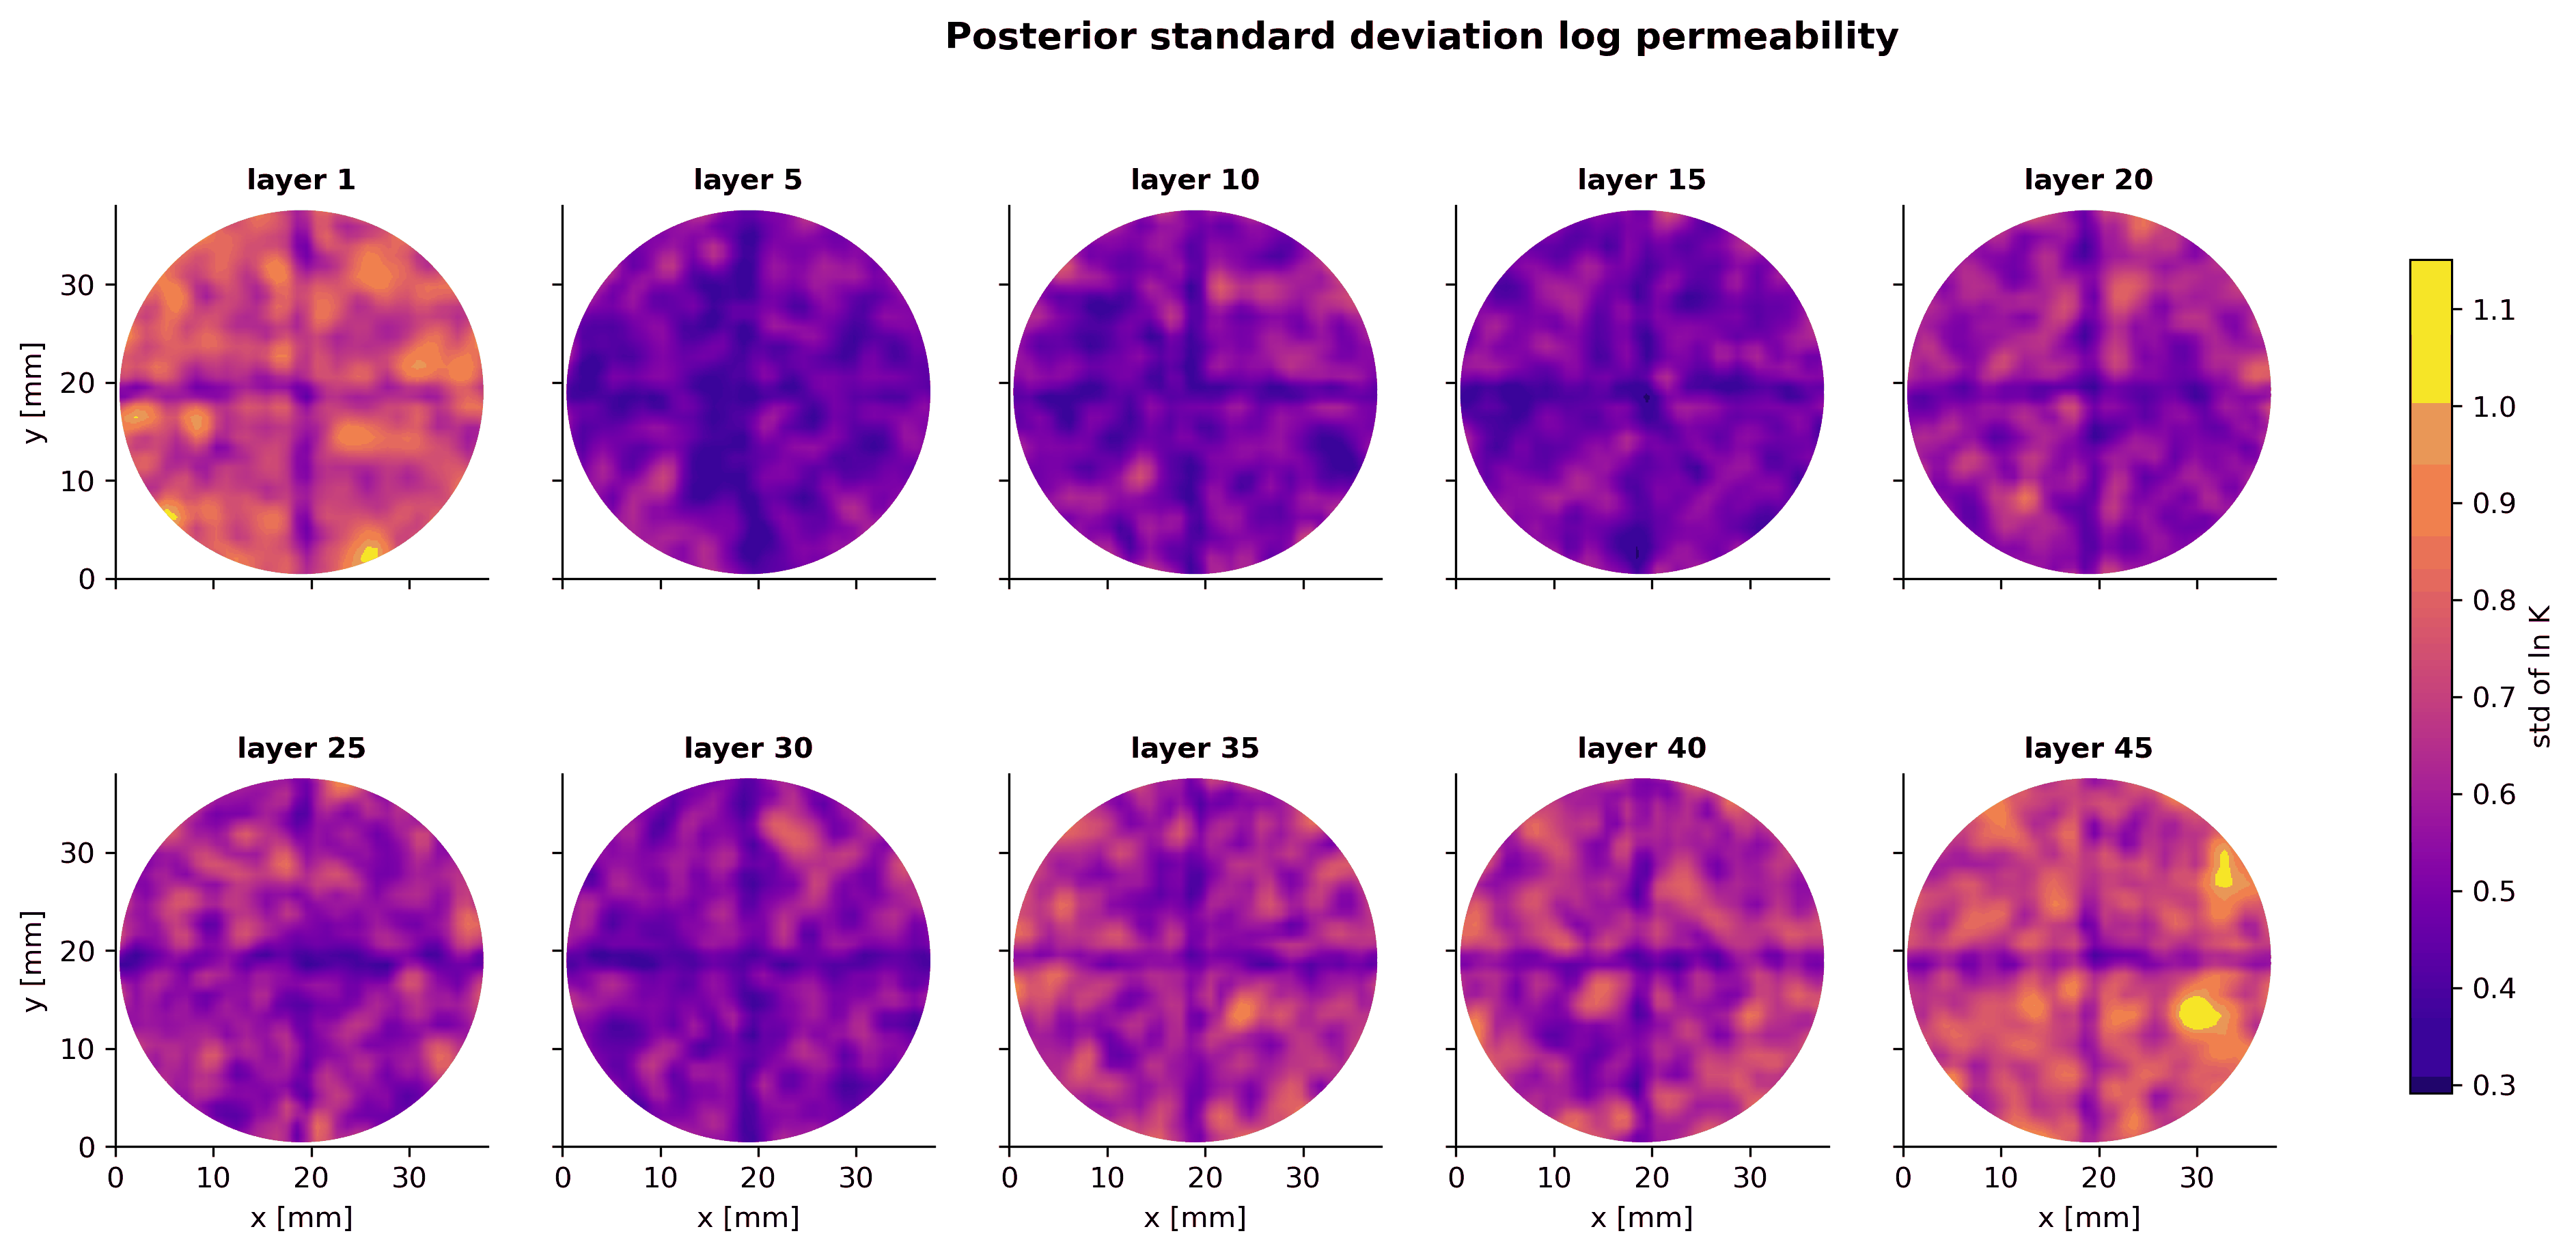 Posterior standard deviation log permeability
layer 1
layer 5
layer 10
layer 15
layer 20
y [mm]
30
20
10
0
layer 25
layer 30
layer 35
layer 40
layer 45
y [mm]
30
20
10
0
0 10 20 30
0 10 20 30
0 10 20 30
0 10 20 30
0 10 20 30
x [mm]
x [mm]
x [mm]
x [mm]
x [mm]
1.1
1.0
0.9
0.8
0.7
0.6
0.5
0.4
0.3
std of ln K